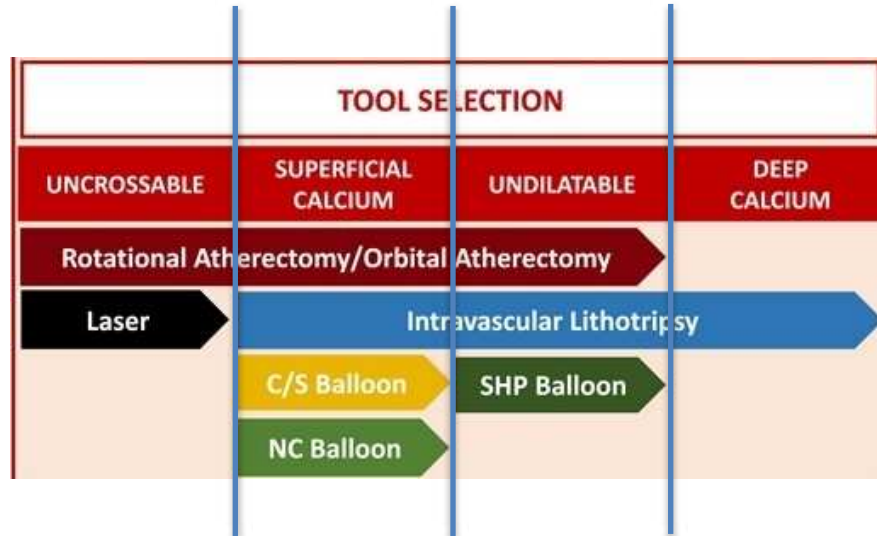 TOOL SELECTION
UNCROSSABLE
SUPERFICIAL
CALCIUM
UNDILATABLE
DEEP
CALCIUM
Rotational Atherectomy/Orbital Atherectomy
Laser
Intravascular Lithotripsy
C/S Balloon
SHP Balloon
NC Balloon